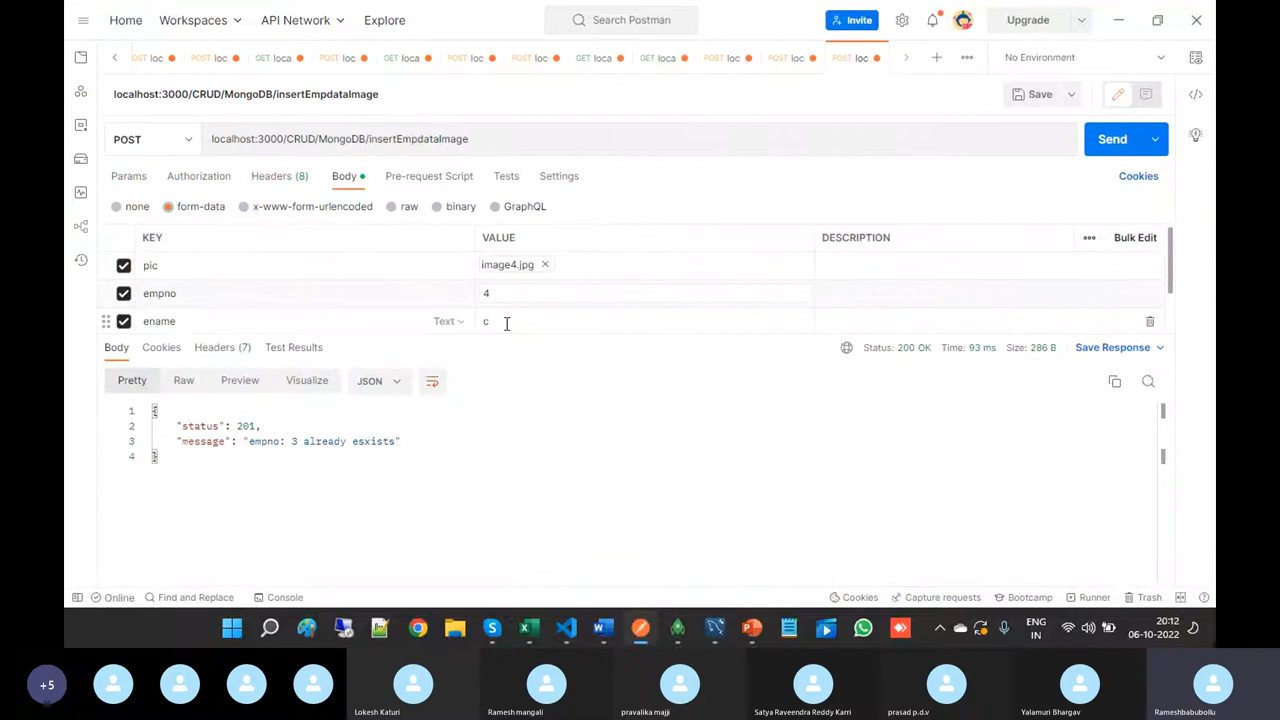 Home Workspaces API Network Explore Search Postman Invite Upgrade
OST loc POST loc GET loca POST loc GET loca POST loc POST loc GET loca GET loca POST loc POST loc POST loc No Environment
localhost:3000/CRUD/MongoDB/insertEmpdataImage Save
POST localhost:3000/CRUD/MongoDB/insertEmpdataImage Send
Params Authorization Headers (8) Body Pre-request Script Tests Settings Cookies
none form-data x-www-form-urlencoded raw binary GraphQL
KEY VALUE DESCRIPTION Bulk Edit
pic image4.jpg
empno 4
ename Text c
Body Cookies Headers (7) Test Results Status: 200 OK Time: 93 ms Size: 286 B Save Response
Pretty Raw Preview Visualize JSON
1 {
2 "status": 201,
3 "message": "empno: 3 already esxists"
4 }
Online Find and Replace Console Cookies Capture requests Bootcamp Runner Trash
ENG 20:12
IN 06-10-2022
+5
Lokesh Katuri Ramesh mangali pravalika majji Satya Raveendra Reddy Karri prasad p.d.v Yalamuri Bhargav Rameshbabubollu